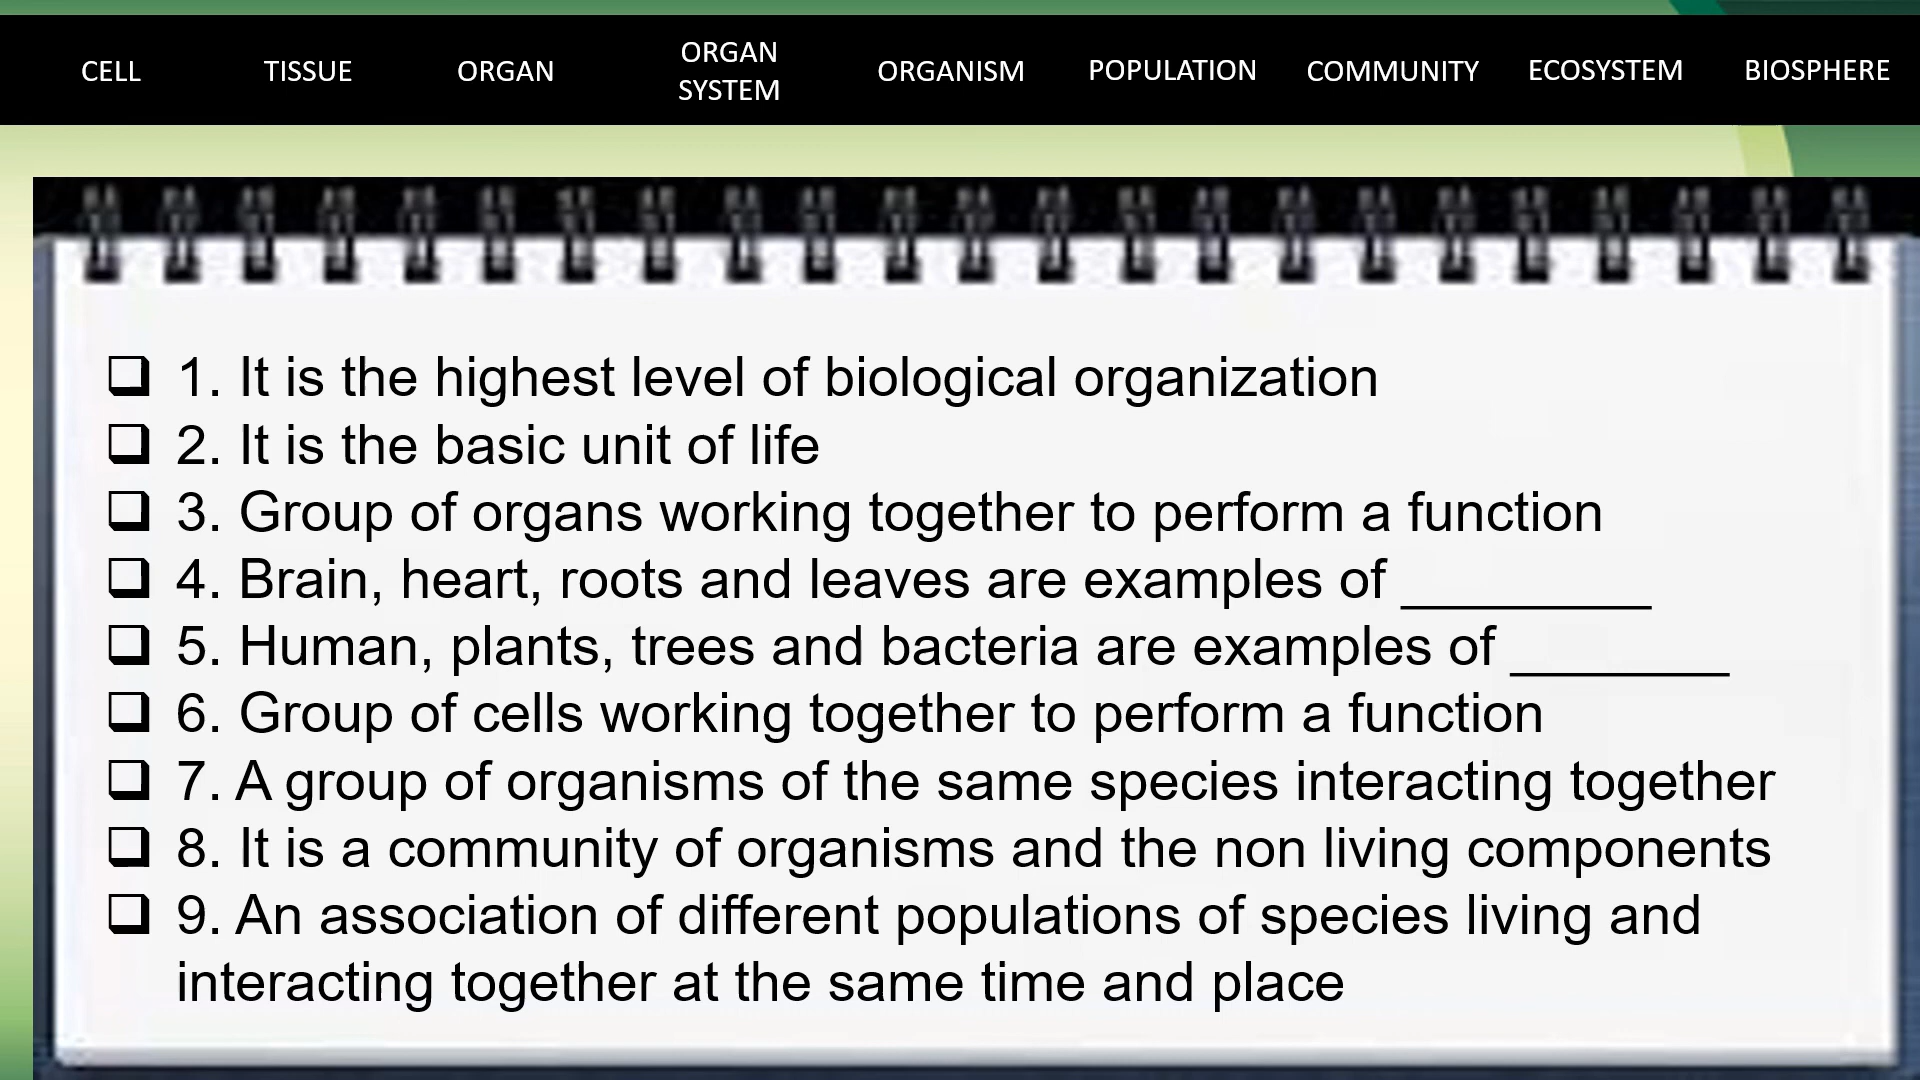 CELL TISSUE ORGAN ORGAN SYSTEM ORGANISM POPULATION COMMUNITY ECOSYSTEM BIOSPHERE
1. It is the highest level of biological organization
2. It is the basic unit of life
3. Group of organs working together to perform a function
4. Brain, heart, roots and leaves are examples of ________
5. Human, plants, trees and bacteria are examples of _______
6. Group of cells working together to perform a function
7. A group of organisms of the same species interacting together
8. It is a community of organisms and the non living components
9. An association of different populations of species living and
interacting together at the same time and place